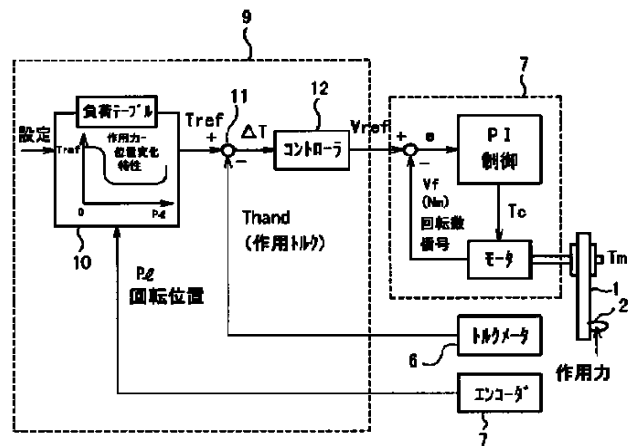 9
7
負荷テーブル
11
12
設定
Tref
作用力-
位置変化
特性
Tref
+
-
ΔT
コントローラ
Vref
+
-
e
PI
制御
0
Pℓ
10
Thand
(作用トルク)
Vf
(Nm)
回転数
信号
Tc
モータ
Tm
1
2
Pℓ
回転位置
トルクメータ
6
作用力
エンコーダ
7